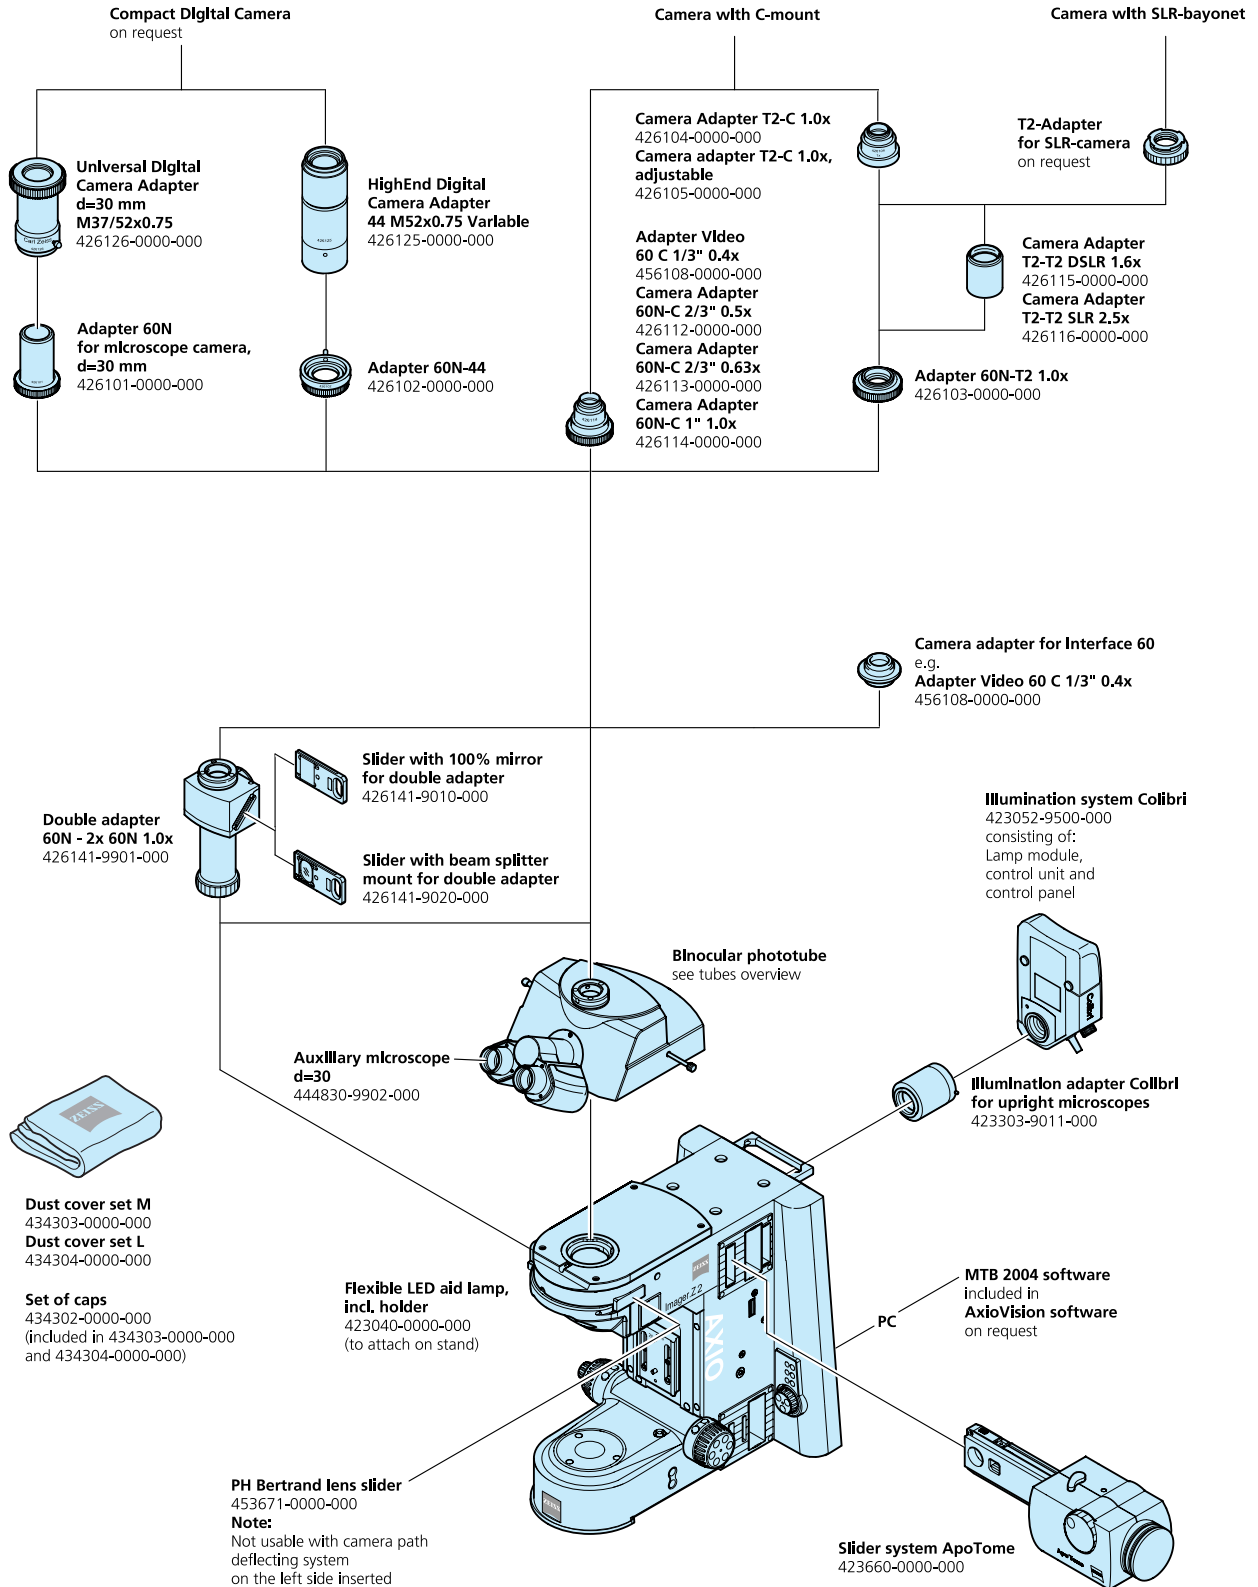 Compact Digital Camera
on request
Camera with C-mount
Camera with SLR-bayonet
Universal Digital
Camera Adapter
d=30 mm
M37/52x0.75
426126-0000-000
Carl Zeiss
HighEnd Digital
Camera Adapter
44 M52x0.75 Variable
426125-0000-000
Camera Adapter T2-C 1.0x
426104-0000-000
Camera adapter T2-C 1.0x,
adjustable
426105-0000-000
T2-Adapter
for SLR-camera
on request
Adapter Video
60 C 1/3" 0.4x
456108-0000-000
Camera Adapter
60N-C 2/3" 0.5x
426112-0000-000
Camera Adapter
60N-C 2/3" 0.63x
426113-0000-000
Camera Adapter
60N-C 1" 1.0x
426114-0000-000
Camera Adapter
T2-T2 DSLR 1.6x
426115-0000-000
Camera Adapter
T2-T2 SLR 2.5x
426116-0000-000
Adapter 60N
for microscope camera,
d=30 mm
426101-0000-000
Adapter 60N-44
426102-0000-000
426114
Adapter 60N-T2 1.0x
426103-0000-000
Camera adapter for Interface 60
e.g.
Adapter Video 60 C 1/3" 0.4x
456108-0000-000
Slider with 100% mirror
for double adapter
426141-9010-000
Double adapter
60N - 2x 60N 1.0x
426141-9901-000
Slider with beam splitter
mount for double adapter
426141-9020-000
Illumination system Colibri
423052-9500-000
consisting of:
Lamp module,
control unit and
control panel
Colibri
Binocular phototube
see tubes overview
Auxiliary microscope
d=30
444830-9902-000
Illumination adapter Colibri
for upright microscopes
423303-9011-000
ZEISS
Dust cover set M
434303-0000-000
Dust cover set L
434304-0000-000
Set of caps
434302-0000-000
(included in 434303-0000-000
and 434304-0000-000)
Flexible LED aid lamp,
incl. holder
423040-0000-000
(to attach on stand)
ZEISS
Imager.Z2
AXIO
ZEISS
PC
MTB 2004 software
included in
AxioVision software
on request
PH Bertrand lens slider
453671-0000-000
Note:
Not usable with camera path
deflecting system
on the left side inserted
Slider system ApoTome
423660-0000-000
ApoTome